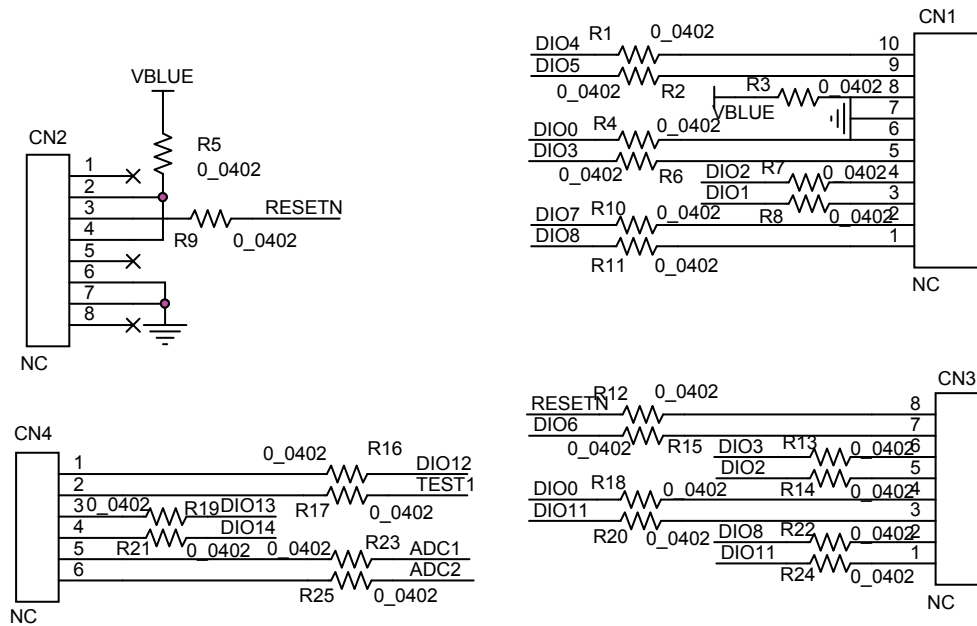 VBLUE
CN2
R5
0_0402
1
2
3
4
5
6
7
8
RESETN
R9
0_0402
NC
CN1
DIO4
R1
0_0402
10
DIO5
0_0402
R2
9
R3
0_0402
8
VBLUE
7
DIO0
R4
0_0402
6
DIO3
0_0402
R6
5
DIO2
R7
0_0402
4
DIO1
R8
0_0402
3
DIO7
R10
0_0402
2
DIO8
R11
0_0402
1
NC
CN4
1
0_0402
R16
DIO12
2
R17
0_0402
TEST1
3
0_0402
R19
DIO13
4
R21
0_0402
DIO14
5
0_0402
R23
ADC1
6
R25
0_0402
ADC2
NC
CN3
RESETN
R12
0_0402
8
DIO6
0_0402
R15
7
DIO3
R13
0_0402
6
DIO2
R14
0_0402
5
DIO0
R18
0_0402
4
DIO11
R20
0_0402
3
DIO8
R22
0_0402
2
DIO11
R24
0_0402
1
NC